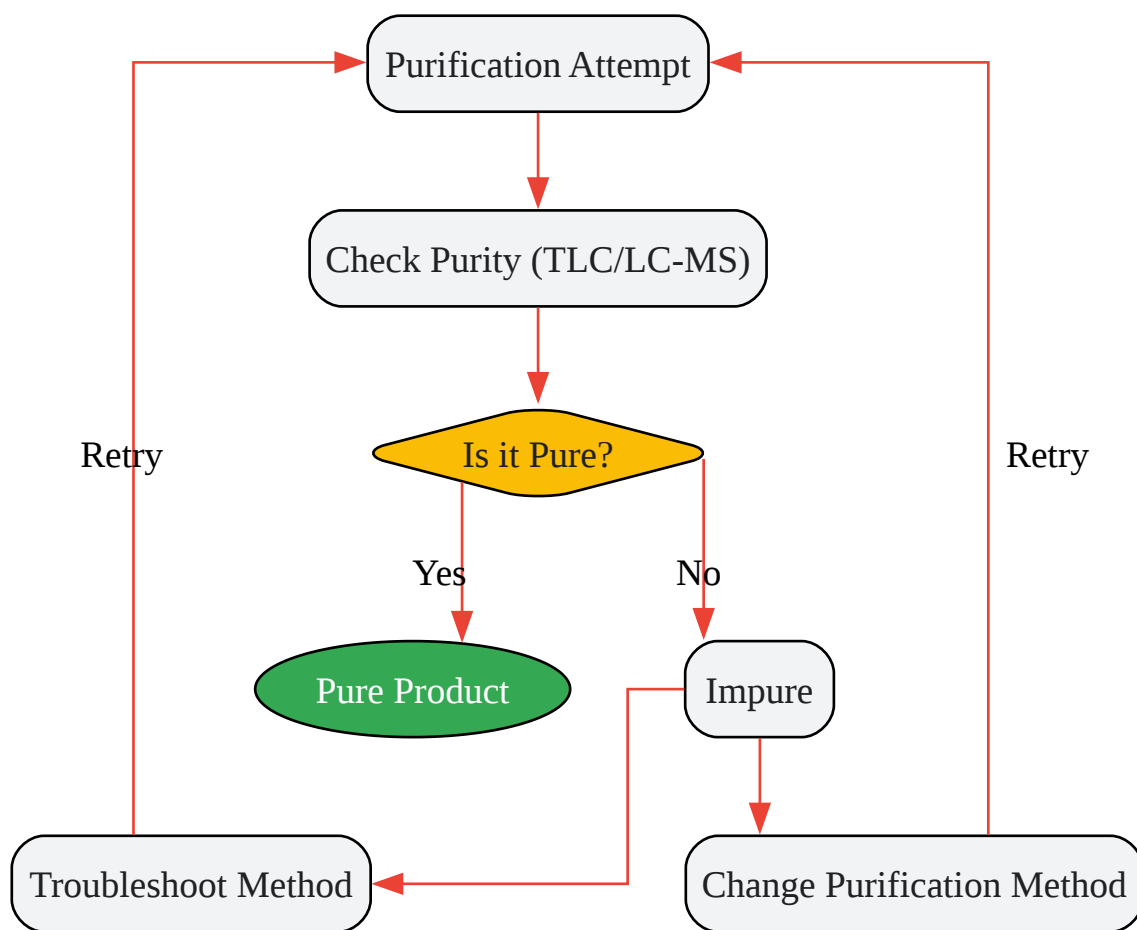 Purification Attempt
Check Purity (TLC/LC-MS)
Retry
Is it Pure?
Retry
Yes
No
Pure Product
Impure
Troubleshoot Method
Change Purification Method